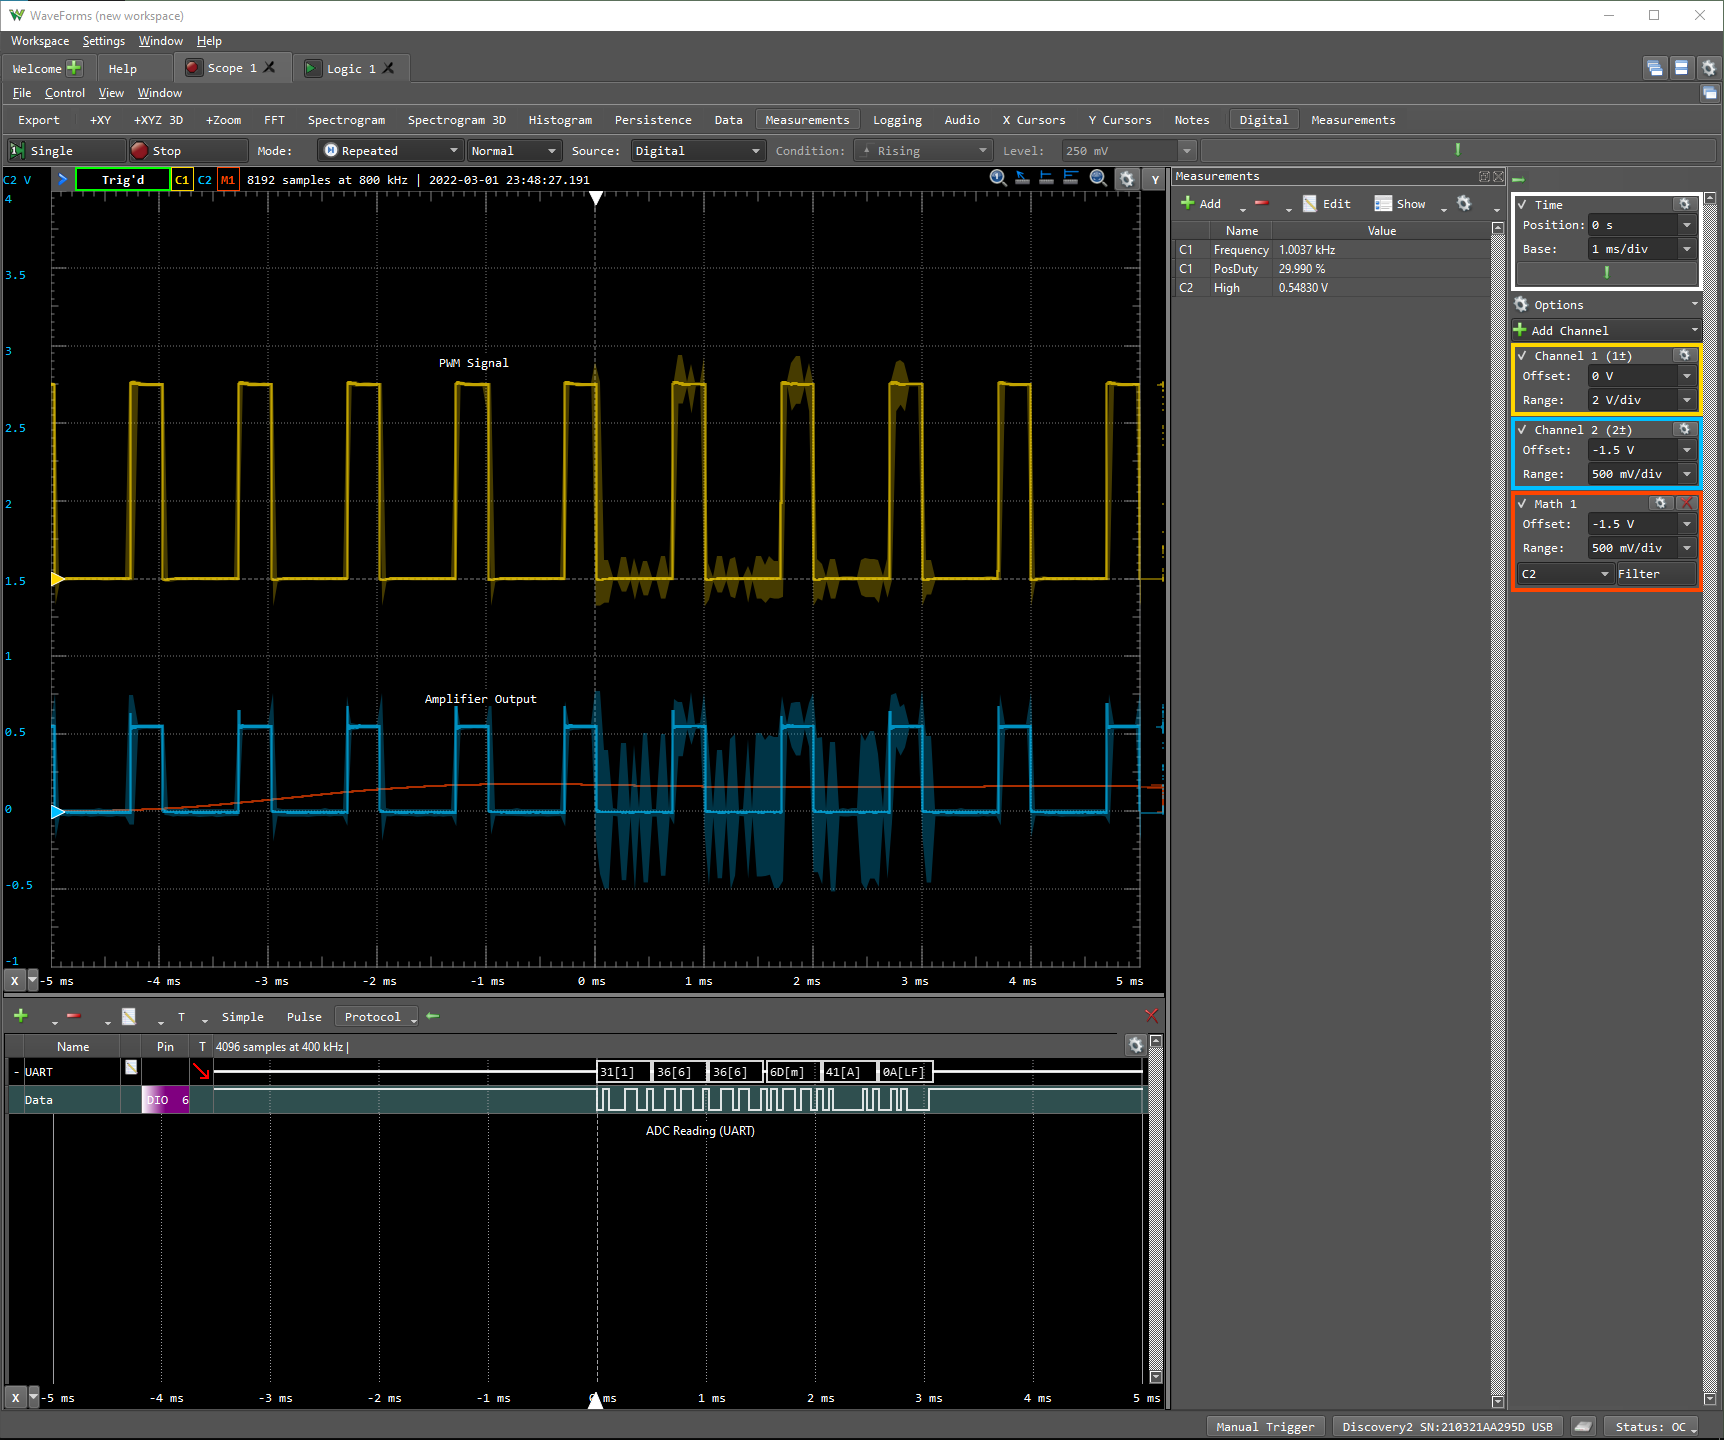 WaveForms (new workspace)
Workspace Settings Window Help
Welcome Help Scope 1 Logic 1
File Control View Window
Export +XY +XYZ 3D +Zoom FFT Spectrogram Spectrogram 3D Histogram Persistence Data Measurements Logging Audio X Cursors Y Cursors Notes Digital Measurements
Single Stop Mode: Repeated Normal Source: Digital Condition: Rising Level: 250 mV
C2 V Trig'd C1 C2 M1 8192 samples at 800 kHz | 2022-03-01 23:48:27.191 Y
4
3.5
3
2.5
2
1.5
1
0.5
0
-0.5
-1
PWM Signal
Amplifier Output
X -5 ms -4 ms -3 ms -2 ms -1 ms 0 ms 1 ms 2 ms 3 ms 4 ms 5 ms
Measurements
Add Edit Show
Name Value
C1 Frequency 1.0037 kHz
C1 PosDuty 29.990 %
C2 High 0.54830 V
Time
Position: 0 s
Base: 1 ms/div
Options
Add Channel
Channel 1 (1±)
Offset: 0 V
Range: 2 V/div
Channel 2 (2±)
Offset: -1.5 V
Range: 500 mV/div
Math 1
Offset: -1.5 V
Range: 500 mV/div
C2 Filter
T Simple Pulse Protocol
Name Pin T 4096 samples at 400 kHz |
- UART 31[1] 36[6] 36[6] 6D[m] 41[A] 0A[LF]
Data DIO 6
ADC Reading (UART)
X -5 ms -4 ms -3 ms -2 ms -1 ms 0 ms 1 ms 2 ms 3 ms 4 ms 5 ms
Manual Trigger Discovery2 SN:210321AA295D USB Status: OC